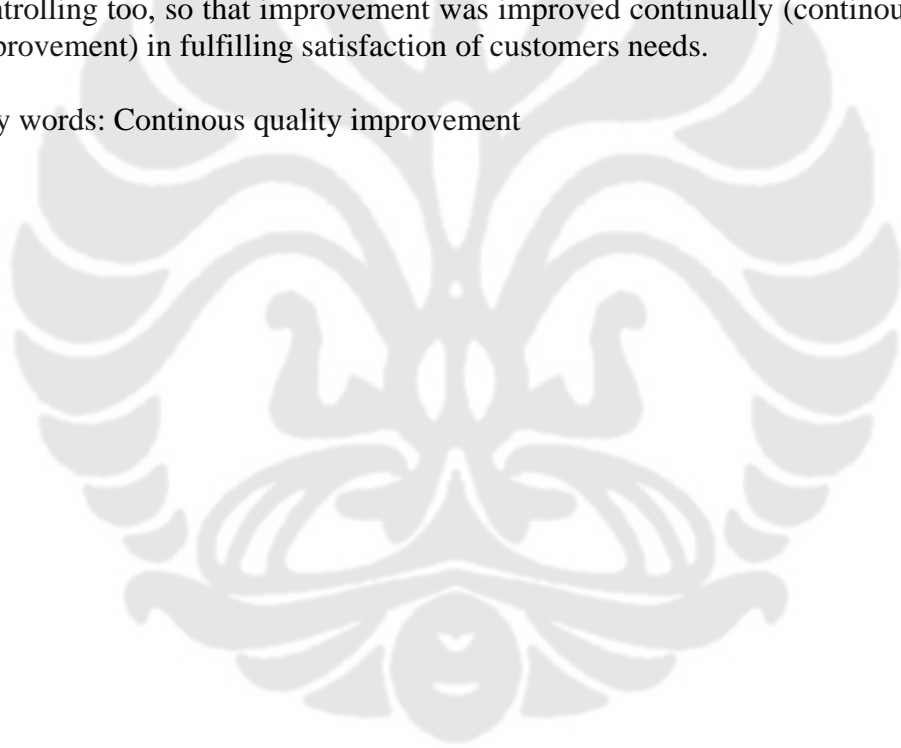 ntrolling too, so that improvement was improved continually (continou
provement) in fulfilling satisfaction of customers needs.
y words: Continous quality improvement